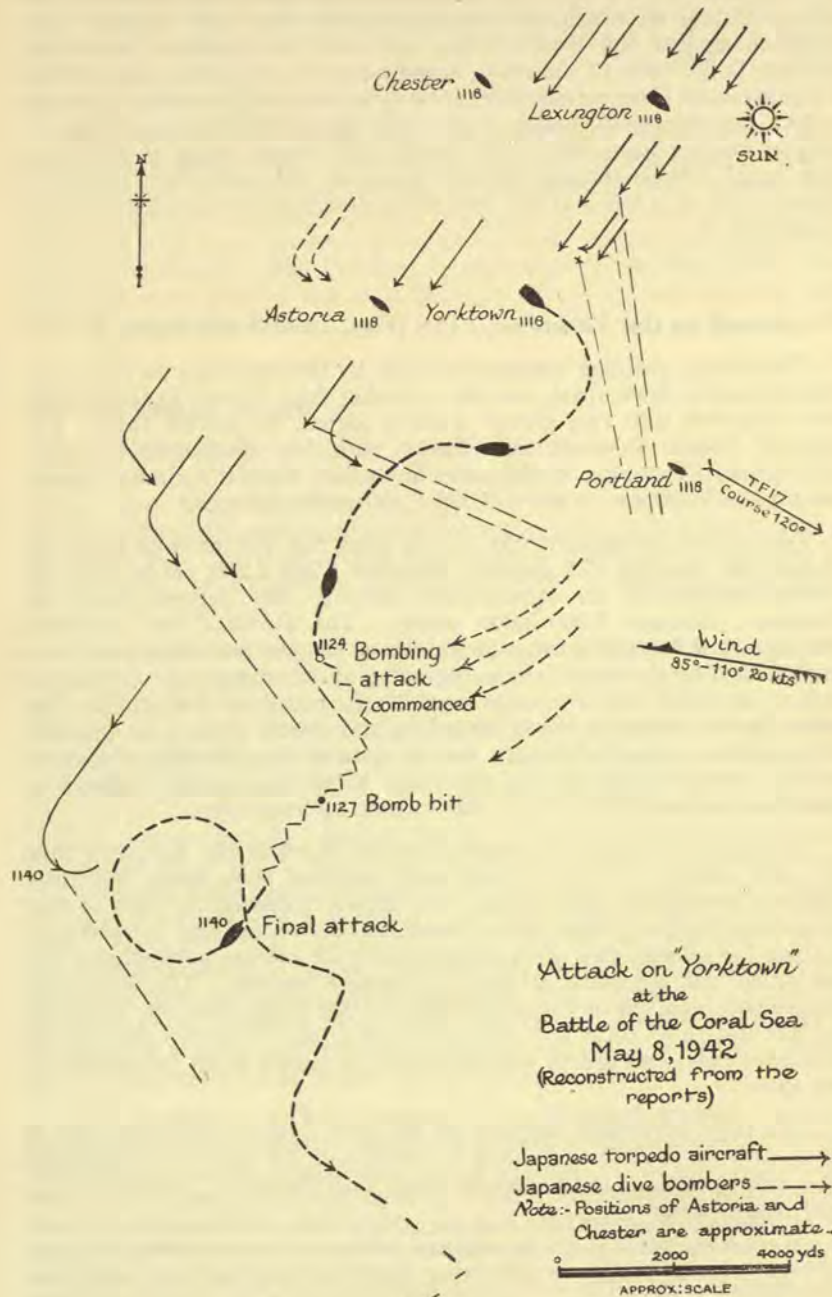 Chester 1118
Lexington 1118
SUN
N
Astoria 1118
Yorktown 1118
Portland 1118
TF17
Course 120°
Wind
85°-110° 20 kts
1124 Bombing
attack
commenced
1127 Bomb hit
1140
1140 Final attack
Attack on "Yorktown"
at the
Battle of the Coral Sea
May 8, 1942
(Reconstructed from the
reports)
Japanese torpedo aircraft
Japanese dive bombers
Note:- Positions of Astoria and
Chester are approximate.
0 2000 4000 yds
APPROX: SCALE